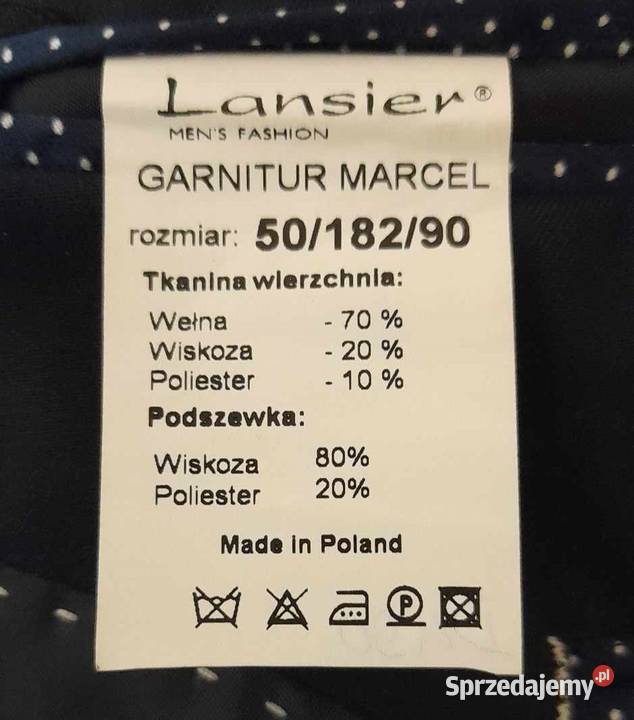 Lansier®
MEN'S FASHION
GARNITUR MARCEL
rozmiar: 50/182/90
Tkanina wierzchnia:
Wełna - 70 %
Wiskoza - 20 %
Poliester - 10 %
Podszewka:
Wiskoza 80%
Poliester 20%
Made in Poland
P
Sprzedajemy.pl